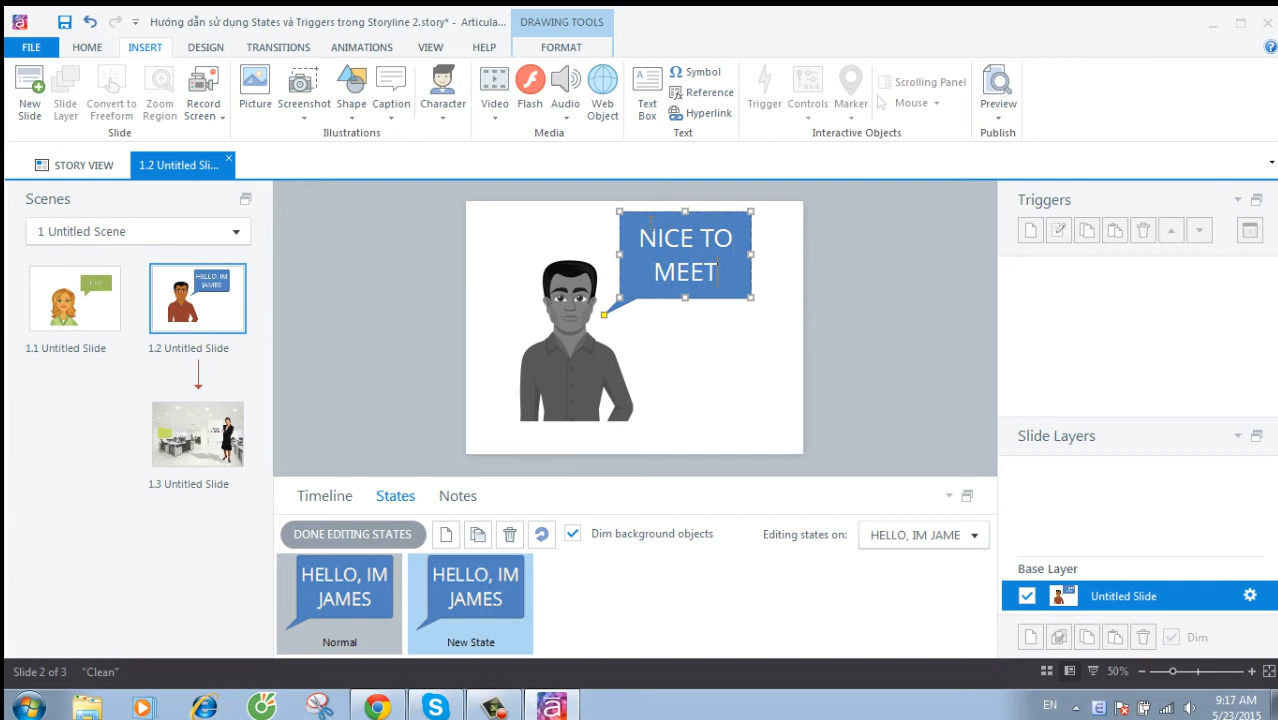 Hướng dẫn sử dụng States và Triggers trong Storyline 2.story* - Articula...
DRAWING TOOLS
FILE HOME INSERT DESIGN TRANSITIONS ANIMATIONS VIEW HELP FORMAT
New Slide
Slide Layer
Convert to Freeform
Zoom Region
Record Screen
Slide
Picture
Screenshot
Shape
Caption
Illustrations
Character
Video
Flash
Audio
Web Object
Media
Text Box
Symbol
Reference
Hyperlink
Text
Trigger
Controls
Marker
Scrolling Panel
Mouse
Interactive Objects
Preview
Publish
STORY VIEW
1.2 Untitled Sli...
Scenes
1 Untitled Scene
HELLO, IM
JAMES
1.1 Untitled Slide
1.2 Untitled Slide
1.3 Untitled Slide
NICE TO
MEET
Triggers
Slide Layers
Base Layer
Untitled Slide
Dim
Timeline States Notes
DONE EDITING STATES
Dim background objects
Editing states on:
HELLO, IM JAME
HELLO, IM
JAMES
Normal
HELLO, IM
JAMES
New State
Slide 2 of 3
"Clean"
50%
EN
9:17 AM
5/23/2015